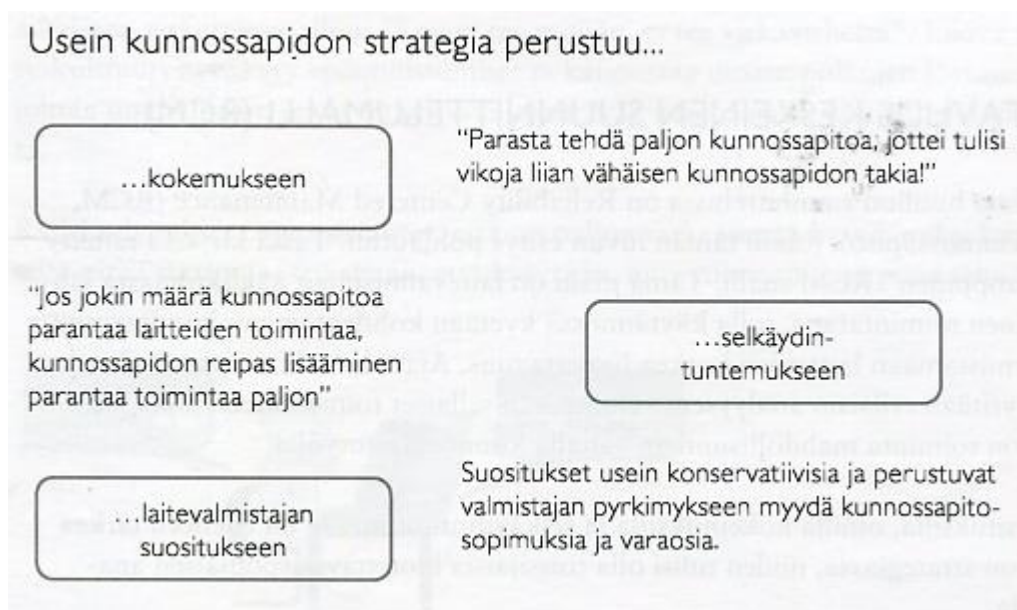 Usein kunnossapidon strategia perustuu...
...kokemukseen
"Parasta tehdä paljon kunnossapitoa, jottei tulisi
vikoja liian vähäisen kunnossapidon takia!"
"Jos jokin määrä kunnossapitoa
parantaa laitteiden toimintaa,
kunnossapidon reipas lisääminen
parantaa toimintaa paljon"
...selkäydin-
tuntemukseen
...laitevalmistajan
suositukseen
Suositukset usein konservatiivisia ja perustuvat
valmistajan pyrkimykseen myydä kunnossapito-
sopimuksia ja varaosia.